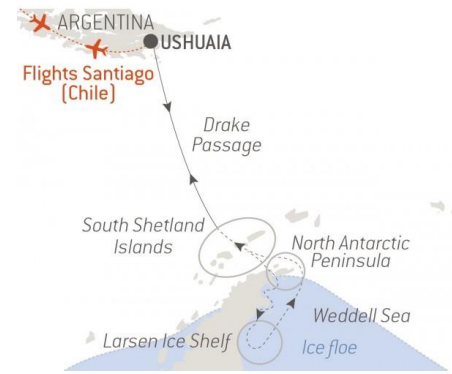 ARGENTINA
USHUAIA
Flights Santiago
(Chile)
Drake
Passage
South Shetland
Islands
North Antarctic
Peninsula
Weddell Sea
Larsen Ice Shelf
Ice floe